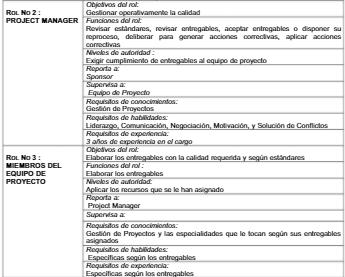 ROL NO 2 :
PROJECT MANAGER
Objetivos del rol:
Gestionar operativamente la calidad
Funciones del rol:
Revisar estándares, revisar entregables, aceptar entregables o disponer su
reproceso, deliberar para generar acciones correctivas, aplicar acciones
correctivas
Niveles de autoridad :
Exigir cumplimiento de entregables al equipo de proyecto
Reporta a:
Sponsor
Supervisa a:
Equipo de Proyecto
Requisitos de conocimientos:
Gestión de Proyectos
Requisitos de habilidades:
Liderazgo, Comunicación, Negociación, Motivación, y Solución de Conflictos
Requisitos de experiencia:
3 años de experiencia en el cargo
ROL NO 3 :
MIEMBROS DEL
EQUIPO DE
PROYECTO
Objetivos del rol:
Elaborar los entregables con la calidad requerida y según estándares
Funciones del rol :
Elaborar los entregables
Niveles de autoridad:
Aplicar los recursos que se le han asignado
Reporta a:
Project Manager
Supervisa a:
Requisitos de conocimientos:
Gestión de Proyectos y las especialidades que le tocan según sus entregables
asignados
Requisitos de habilidades:
Específicas según los entregables
Requisitos de experiencia:
Específicas según los entregables